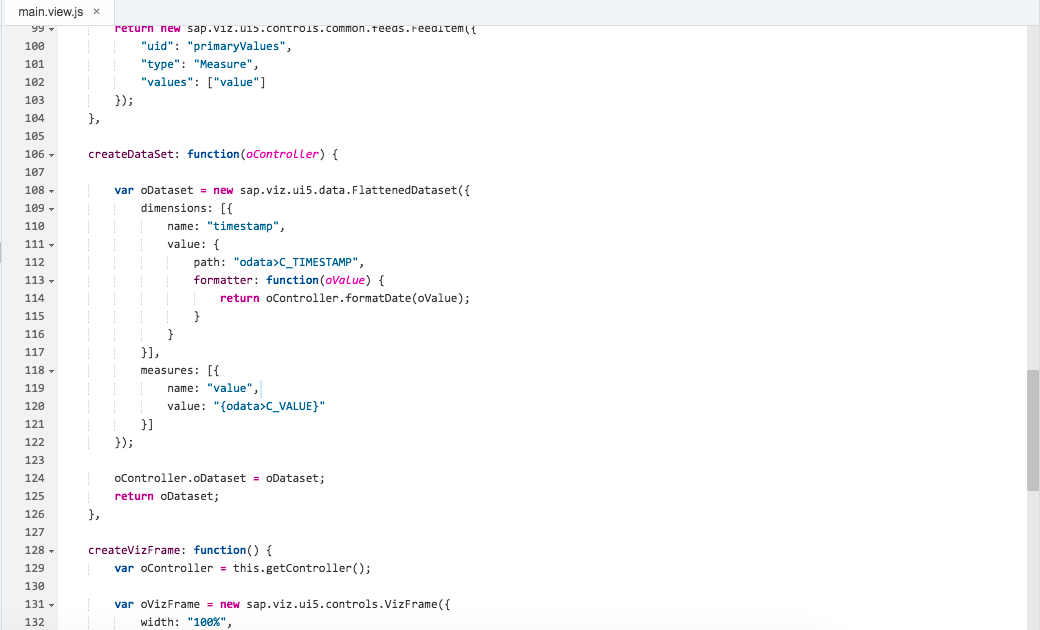 main.view.js ×
99 return new sap.viz.ui5.controls.common.feeds.FeedItem({
100 "uid": "primaryValues",
101 "type": "Measure",
102 "values": ["value"]
103 });
104 },
105
106 createDataSet: function(oController) {
107
108 var oDataset = new sap.viz.ui5.data.FlattenedDataset({
109 dimensions: [{
110 name: "timestamp",
111 value: {
112 path: "odata>C_TIMESTAMP",
113 formatter: function(oValue) {
114 return oController.formatDate(oValue);
115 }
116 }
117 }],
118 measures: [{
119 name: "value",
120 value: "{odata>C_VALUE}"
121 }]
122 });
123
124 oController.oDataset = oDataset;
125 return oDataset;
126 },
127
128 createVizFrame: function() {
129 var oController = this.getController();
130
131 var oVizFrame = new sap.viz.ui5.controls.VizFrame({
132 width: "100%",